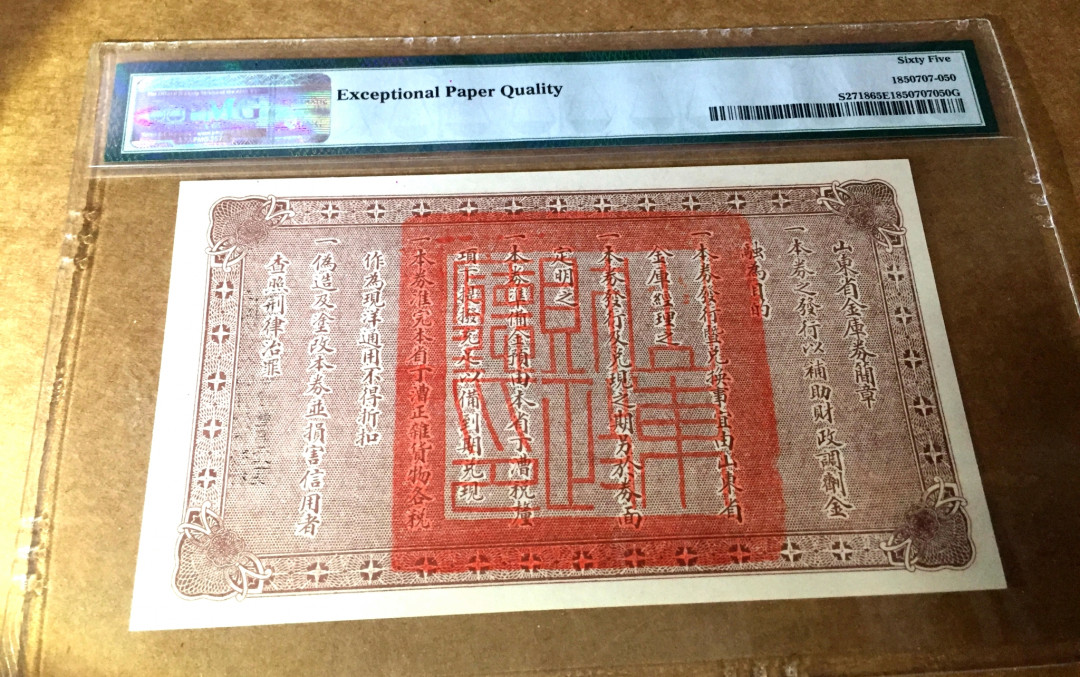 Exceptional Paper Quality
Sixty Five
1850707-050
S271865E1850707050G
山東省金庫券簡章
一本券之發行以補助財政調劑金
融為目的
一本券發行暨兌換事宜由山東省
金庫經理之
一本券發行及兌現之期另於券面
定明之
一本券準備金預由本省丁漕稅釐
項下提撥充足以備到期兌現
一本券准完本省丁漕正雜貨物各稅
作為現洋通用不得折扣
一偽造及塗改本券並損害信用者
查照刑律治罪